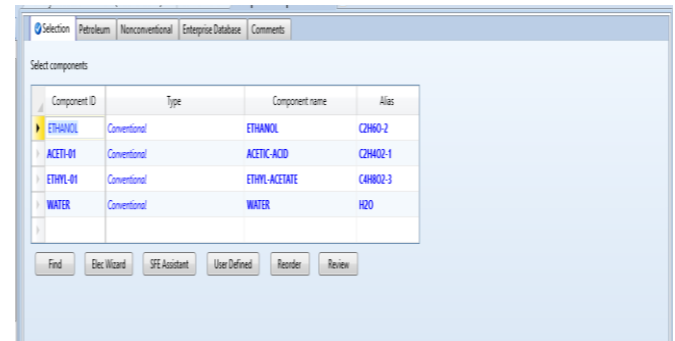 Selection Petroleum Nonconventional Enterprise Database Comments
Select components
Component ID Type Component name Alias
ETHANOL Conventional ETHANOL C2H6O-2
ACETI-01 Conventional ACETIC-ACID C2H4O2-1
ETHYL-01 Conventional ETHYL-ACETATE C4H8O2-3
WATER Conventional WATER H2O
Find Elec Wizard SFE Assistant User Defined Reorder Review